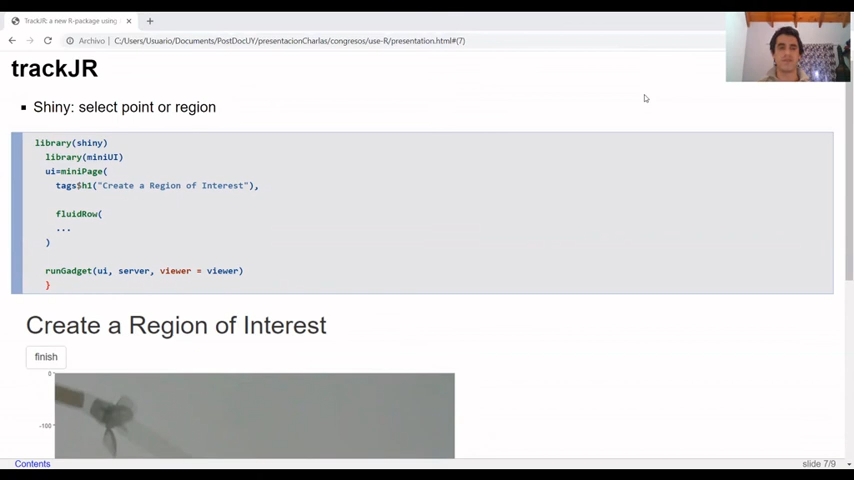 TrackJR: a new R-package using
Archivo
C:/Users/Usuario/Documents/PostDocUY/presentacionCharlas/congresos/use-R/presentation.html#(7)
trackJR
Shiny: select point or region
library(shiny)
library(miniUI)
ui=miniPage(
tags$h1("Create a Region of Interest"),
fluidRow(
...
)
runGadget(ui, server, viewer = viewer)
}
Create a Region of Interest
finish
0
-100
Contents
slide 7/9